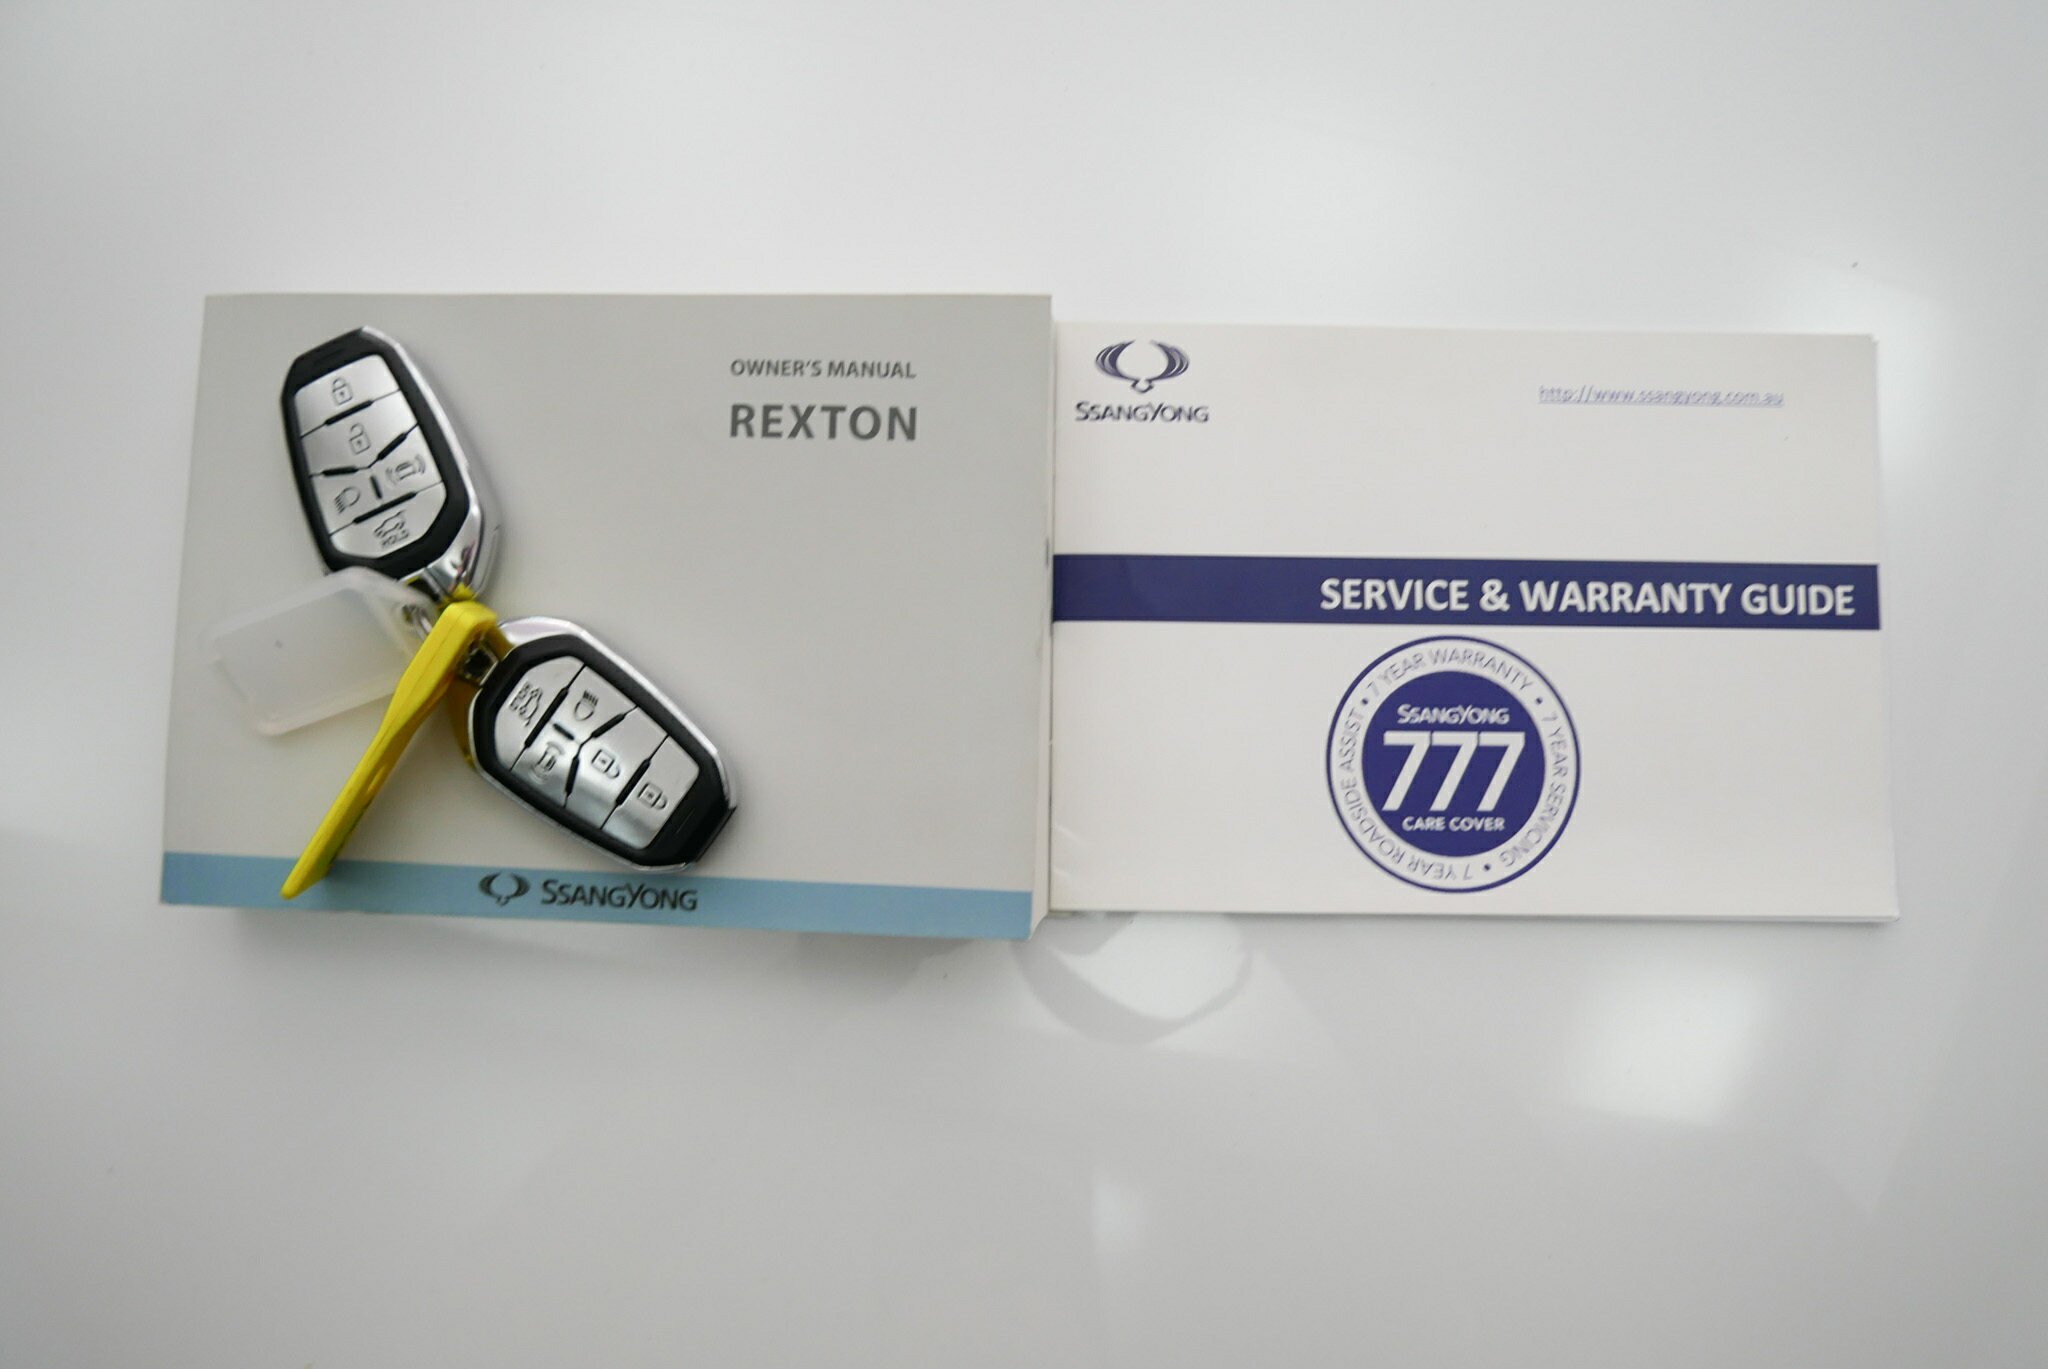 OWNER'S MANUAL
REXTON
HOLD
SSANGYONG
SSANGYONG
http://www.ssangyong.com.au
SERVICE & WARRANTY GUIDE
• 7 YEAR WARRANTY • 7 YEAR SERVICING • 7 YEAR ROADSIDE ASSIST
SSANGYONG
777
CARE COVER